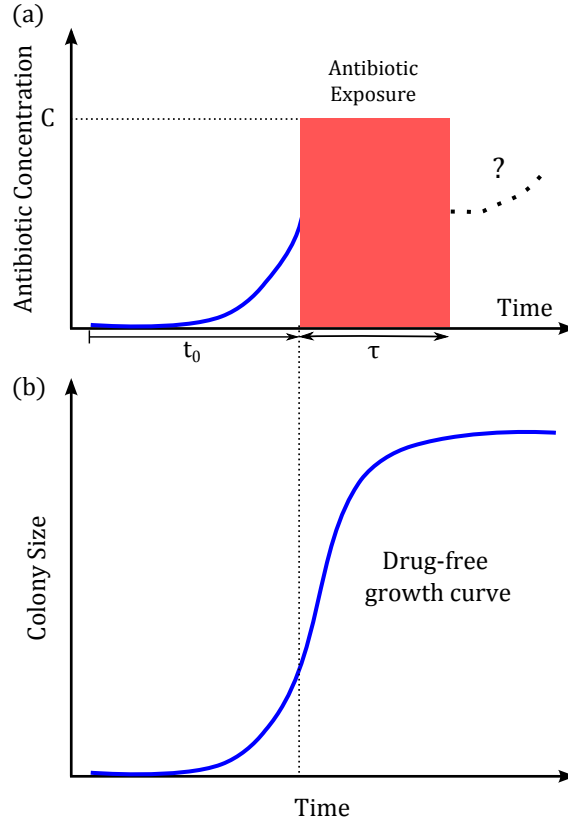 (a)
Antibiotic Concentration
C
Antibiotic
Exposure
?
Time
t₀
τ
(b)
Colony Size
Drug-free
growth curve
Time